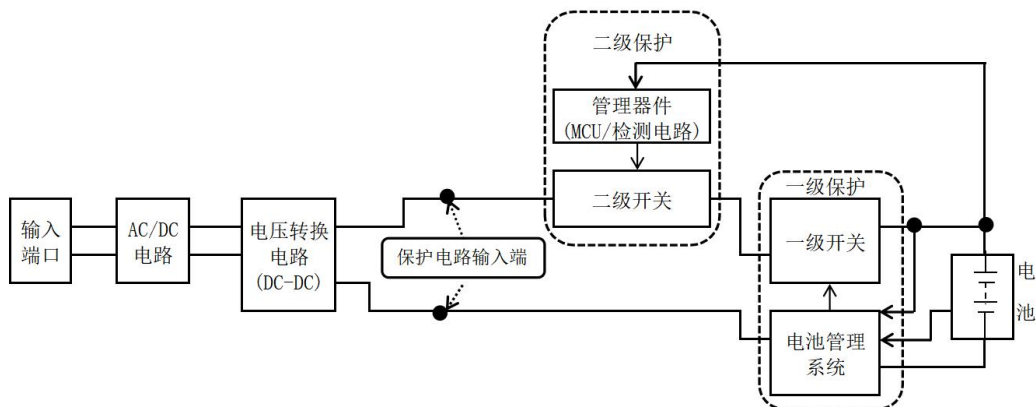 二级保护
管理器件
(MCU/检测电路)
二级开关
一级保护
一级开关
输入
端口
AC/DC
电路
电压转换
电路
(DC-DC)
保护电路输入端
电池管理
系统
电
池